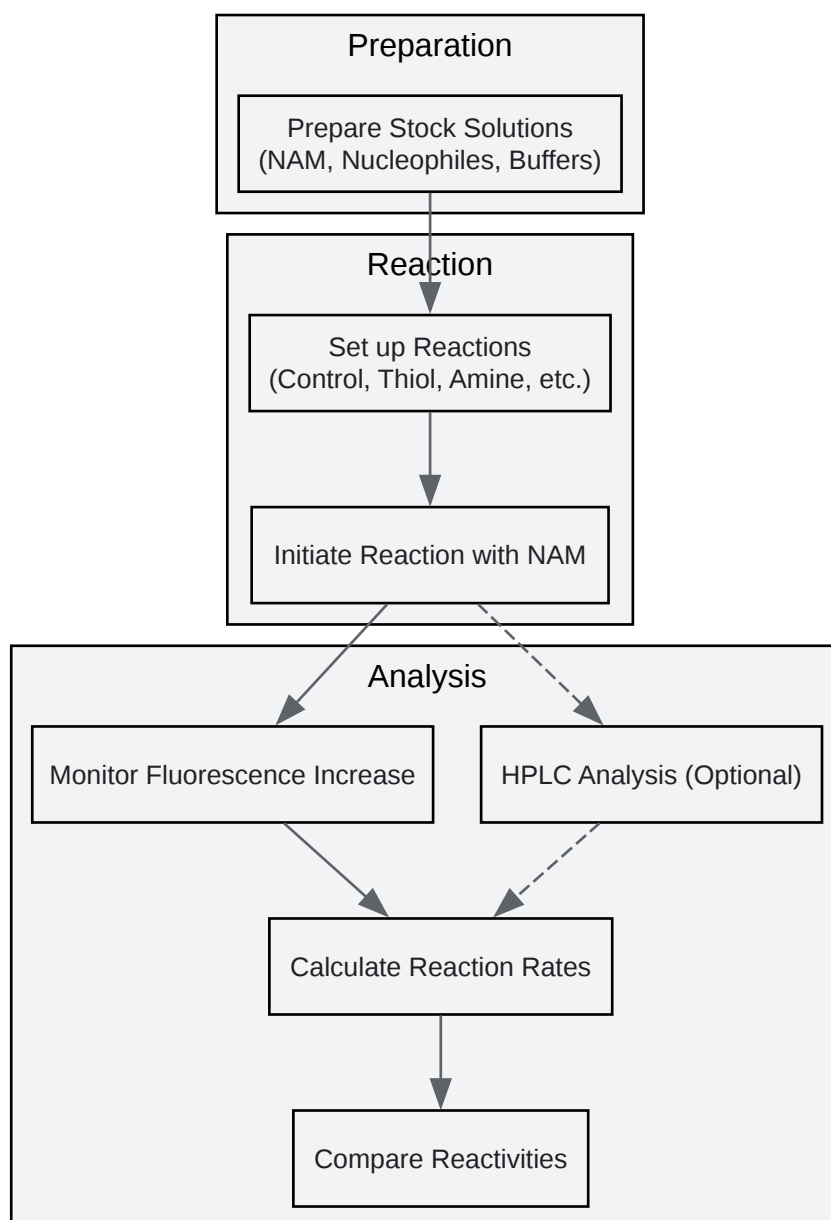 Preparation
Prepare Stock Solutions
(NAM, Nucleophiles, Buffers)
Reaction
Set up Reactions
(Control, Thiol, Amine, etc.)
Initiate Reaction with NAM
Analysis
Monitor Fluorescence Increase
HPLC Analysis (Optional)
Calculate Reaction Rates
Compare Reactivities